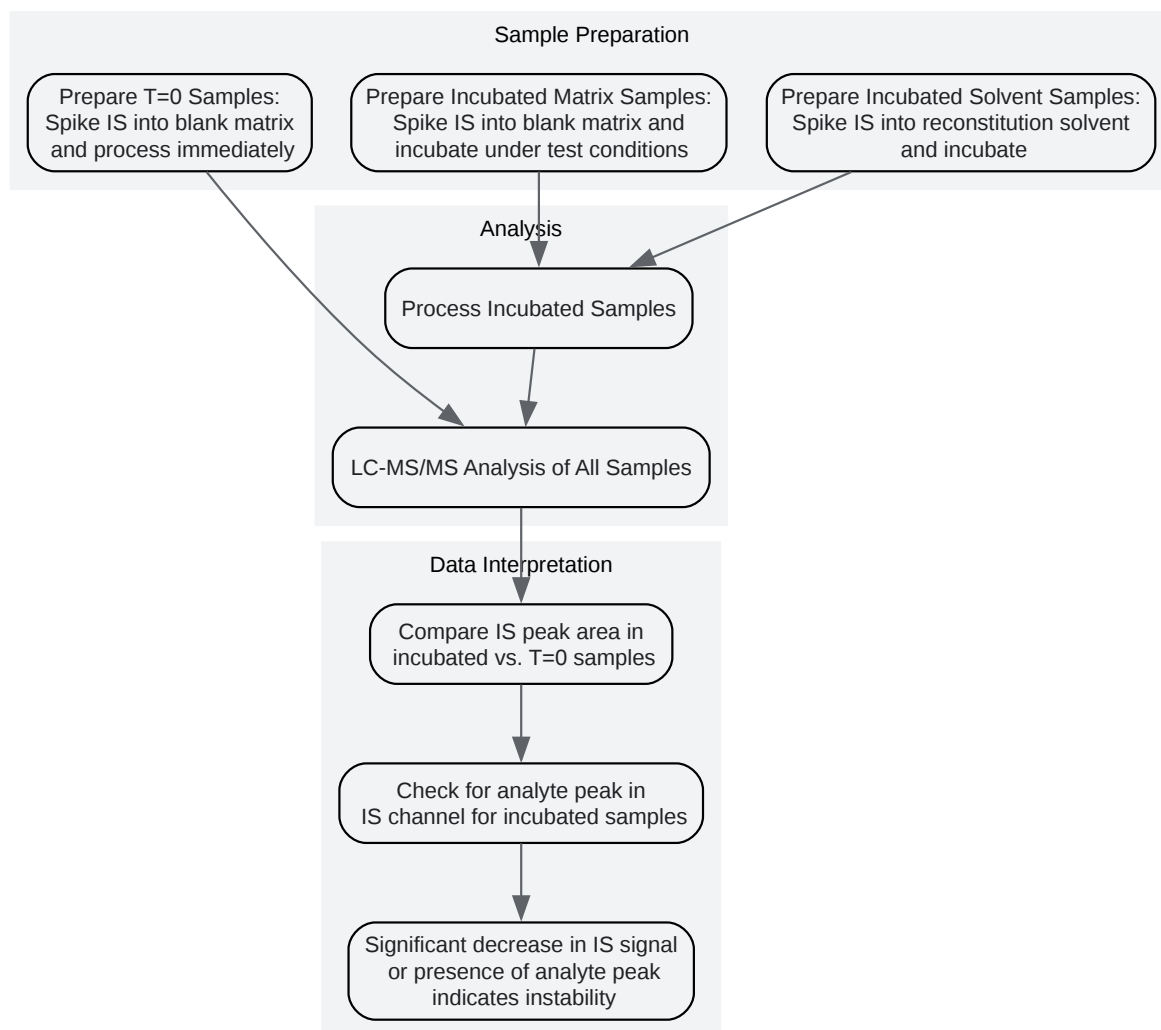 Sample Preparation
Prepare T=0 Samples:
Spike IS into blank matrix
and process immediately
Prepare Incubated Matrix Samples:
Spike IS into blank matrix and
incubate under test conditions
Prepare Incubated Solvent Samples:
Spike IS into reconstitution solvent
and incubate
Analysis
Process Incubated Samples
LC-MS/MS Analysis of All Samples
Data Interpretation
Compare IS peak area in
incubated vs. T=0 samples
Check for analyte peak in
IS channel for incubated samples
Significant decrease in IS signal
or presence of analyte peak
indicates instability